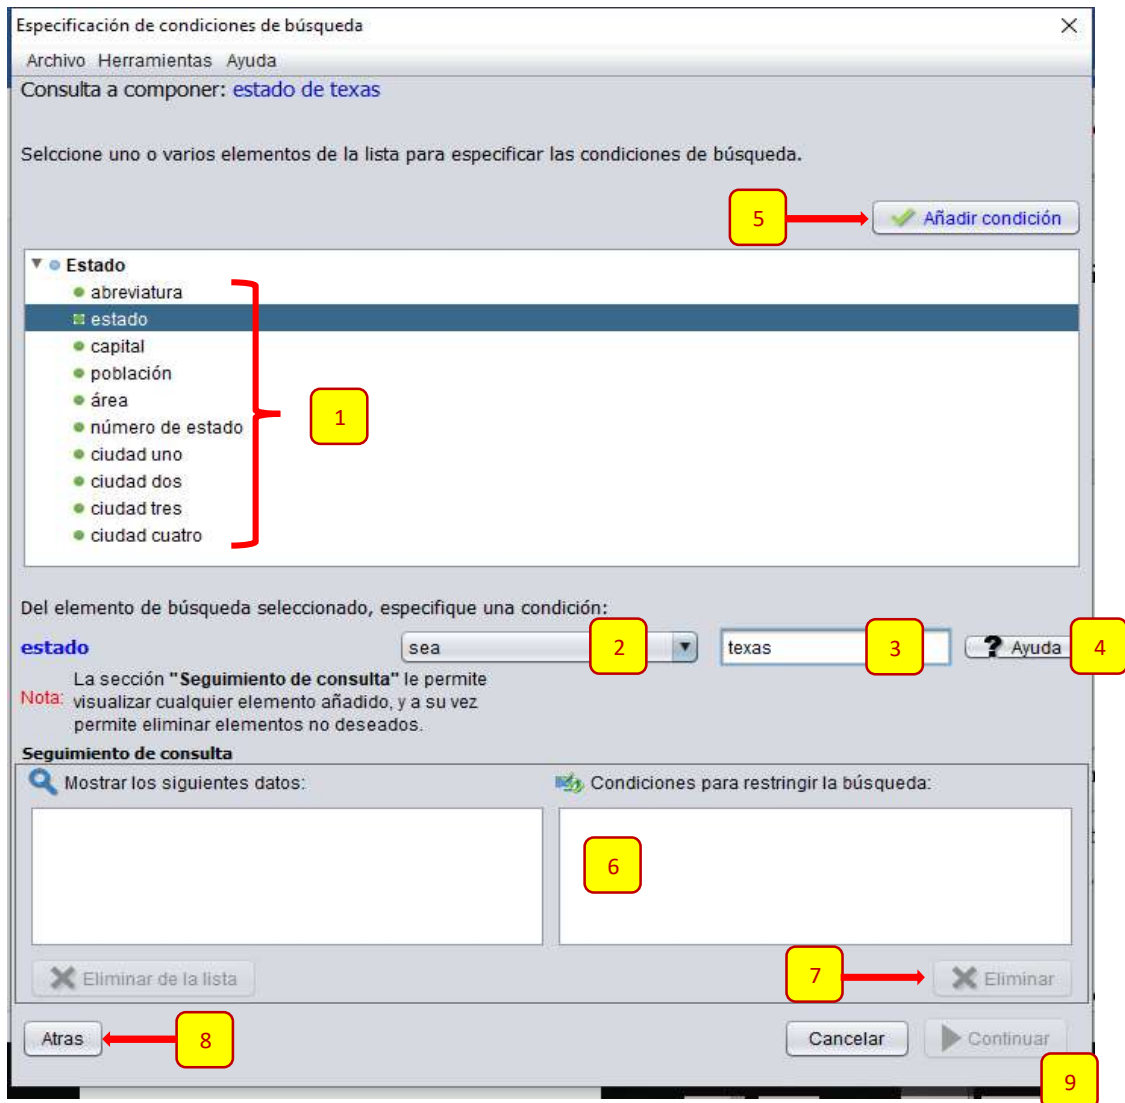 Especificación de condiciones de búsqueda
Archivo Herramientas Ayuda
Consulta a componer: estado de texas
Selccione uno o varios elementos de la lista para especificar las condiciones de búsqueda.
5 Añadir condición
Estado
abreviatura
estado
capital
población
área
1
número de estado
ciudad uno
ciudad dos
ciudad tres
ciudad cuatro
Del elemento de búsqueda seleccionado, especifique una condición:
estado sea 2 texas 3 ? Ayuda 4
La sección "Seguimiento de consulta" le permite
Nota: visualizar cualquier elemento añadido, y a su vez
permite eliminar elementos no deseados.
Seguimiento de consulta
Mostrar los siguientes datos: Condiciones para restringir la búsqueda:
6
Eliminar de la lista 7 Eliminar
Atras 8 Cancelar Continuar
9